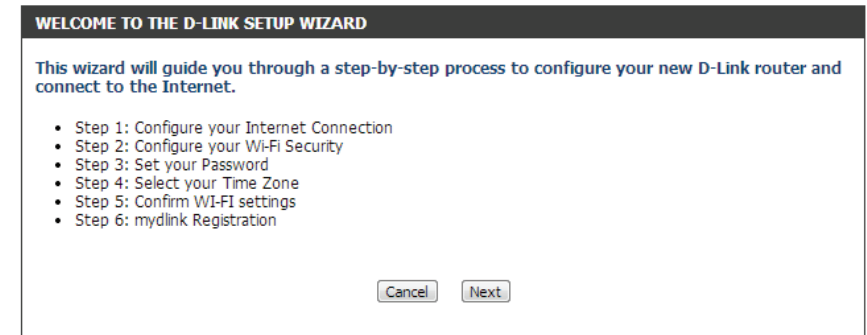 WELCOME TO THE D-LINK SETUP WIZARD
This wizard will guide you through a step-by-step process to configure your new D-Link router and
connect to the Internet.
• Step 1: Configure your Internet Connection
• Step 2: Configure your Wi-Fi Security
• Step 3: Set your Password
• Step 4: Select your Time Zone
• Step 5: Confirm WI-FI settings
• Step 6: mydlink Registration
Cancel Next